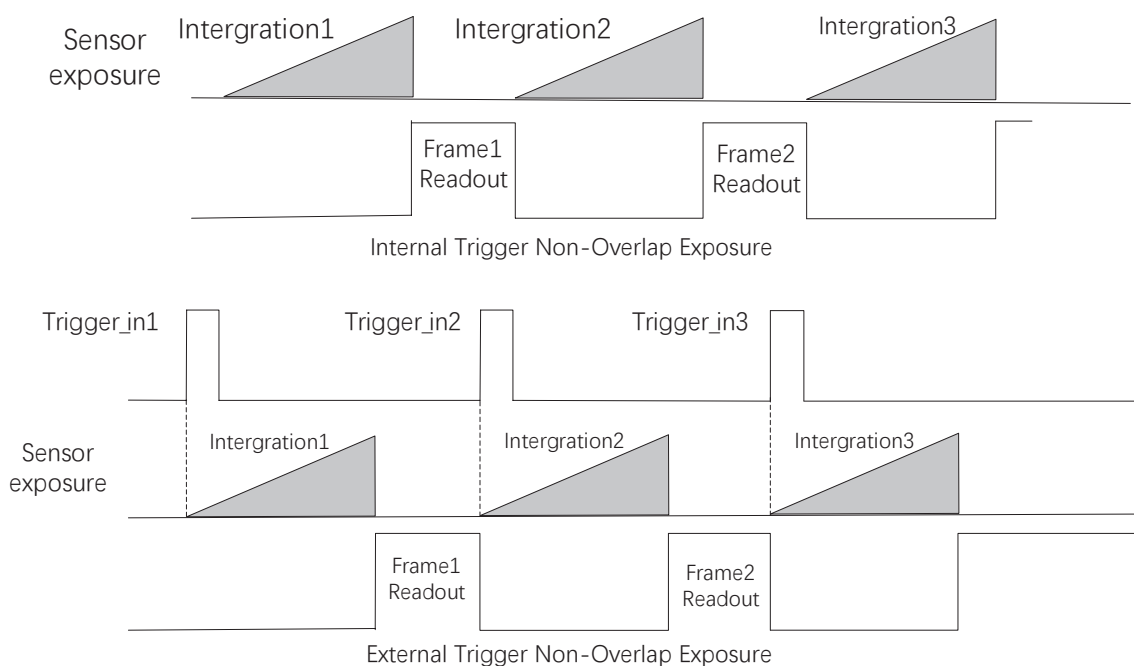 Sensor
exposure
Intergration1
Intergration2
Intergration3
Frame1
Readout
Frame2
Readout
Internal Trigger Non-Overlap Exposure
Trigger_in1
Trigger_in2
Trigger_in3
Sensor
exposure
Intergration1
Intergration2
Intergration3
Frame1
Readout
Frame2
Readout
External Trigger Non-Overlap Exposure